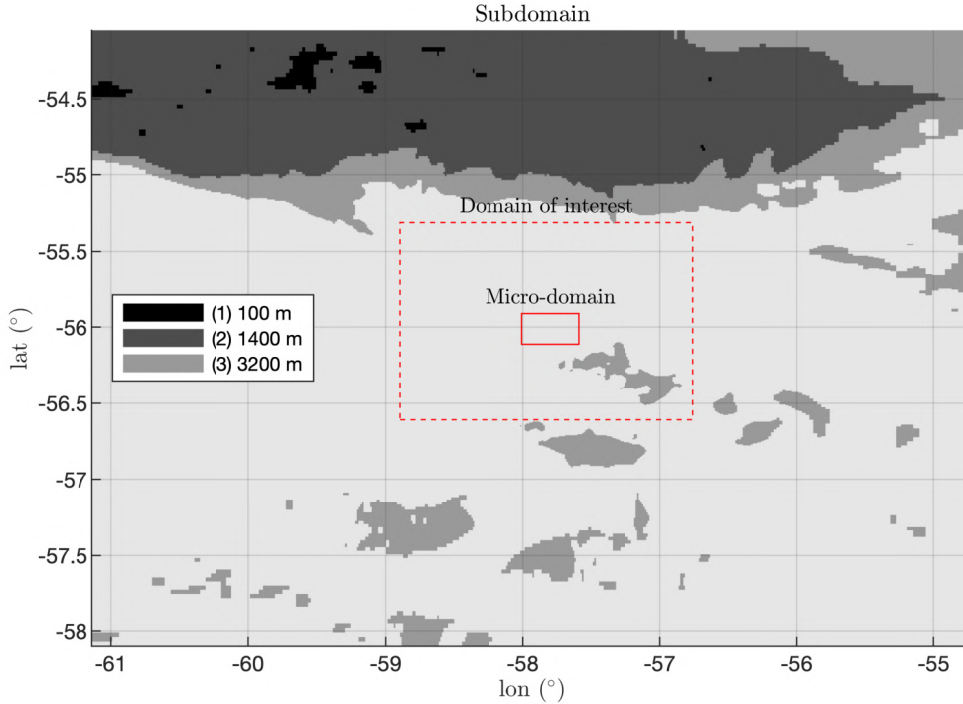 Subdomain
-54.5
-55
Domain of interest
-55.5
Micro-domain
(1) 100 m
-56
(2) 1400 m
(3) 3200 m
lat (°)
-56.5
-57
-57.5
-58
-61 -60 -59 -58 -57 -56 -55
lon (°)